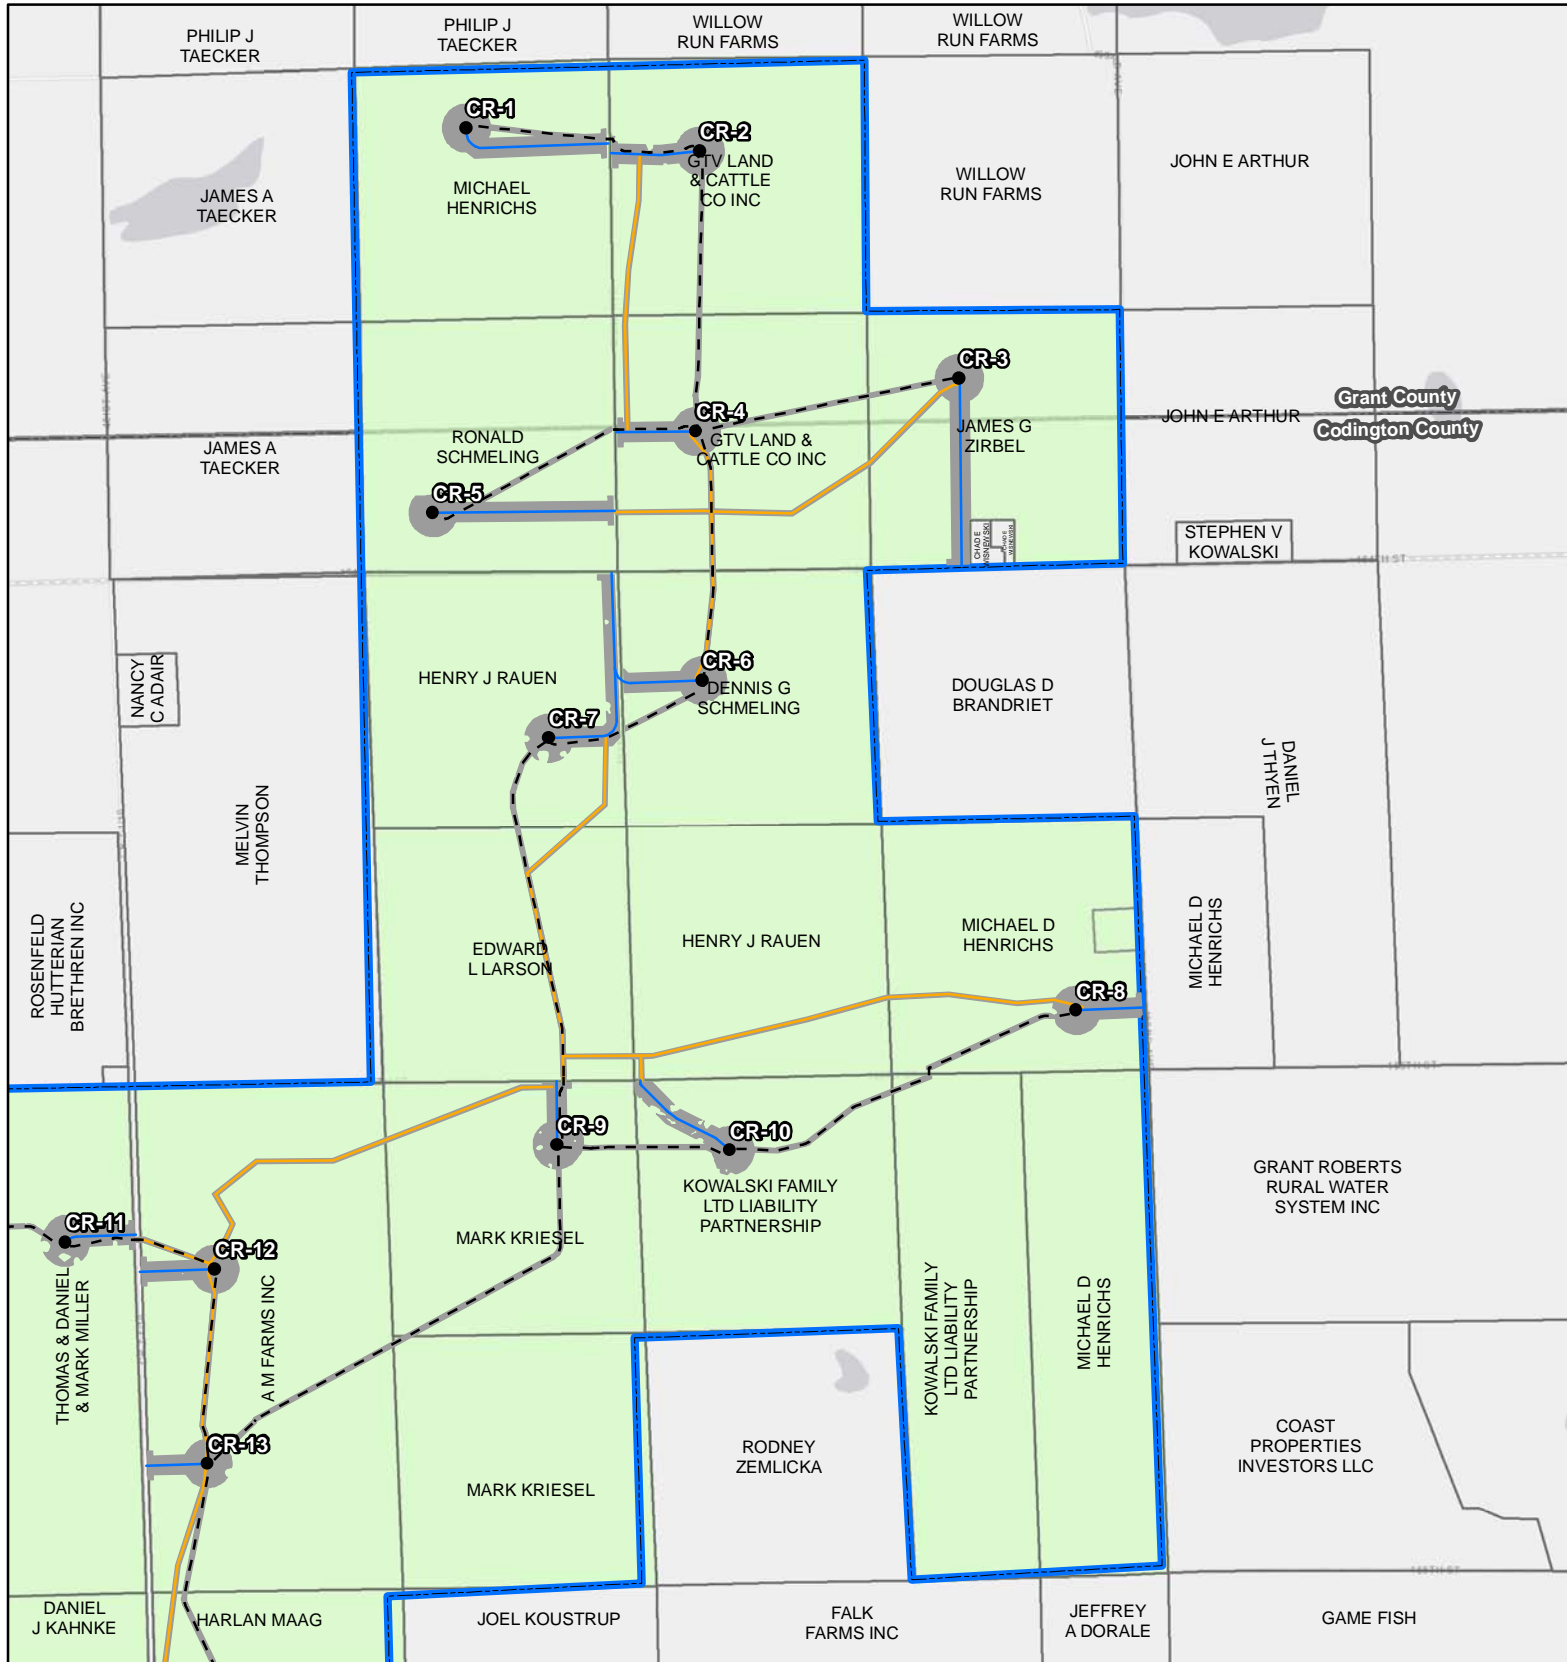 PHILIP J
TAECKER
PHILIP J
TAECKER
WILLOW
RUN FARMS
WILLOW
RUN FARMS
CR-1
CR-2
GTV LAND
& CATTLE
CO INC
MICHAEL
HENRICHS
JAMES A
TAECKER
WILLOW
RUN FARMS
JOHN E ARTHUR
CR-3
Grant County
JOHN E ARTHUR
Codington County
CR-4
GTV LAND &
CATTLE CO INC
JAMES G
ZIRBEL
RONALD
SCHMELING
JAMES A
TAECKER
CR-5
CHAD E
WISNEWSKI
CHAD E
WISNEWSKI
STEPHEN V
KOWALSKI
NANCY
C ADAIR
HENRY J RAUEN
CR-6
DENNIS G
SCHMELING
DOUGLAS D
BRANDRIET
CR-7
DANIEL
J THYEN
MELVIN
THOMPSON
ROSENFELD
HUTTERIAN
BRETHREN INC
EDWARD
L LARSON
HENRY J RAUEN
MICHAEL D
HENRICHS
MICHAEL D
HENRICHS
CR-8
CR-9
CR-10
KOWALSKI FAMILY
LTD LIABILITY
PARTNERSHIP
GRANT ROBERTS
RURAL WATER
SYSTEM INC
CR-11
CR-12
MARK KRIESEL
THOMAS & DANIEL
& MARK MILLER
A M FARMS INC
KOWALSKI FAMILY
LTD LIABILITY
PARTNERSHIP
MICHAEL D
HENRICHS
CR-13
MARK KRIESEL
RODNEY
ZEMLICKA
COAST
PROPERTIES
INVESTORS LLC
DANIEL
J KAHNKE
HARLAN MAAG
JOEL KOUSTRUP
FALK
FARMS INC
JEFFREY
A DORALE
GAME FISH